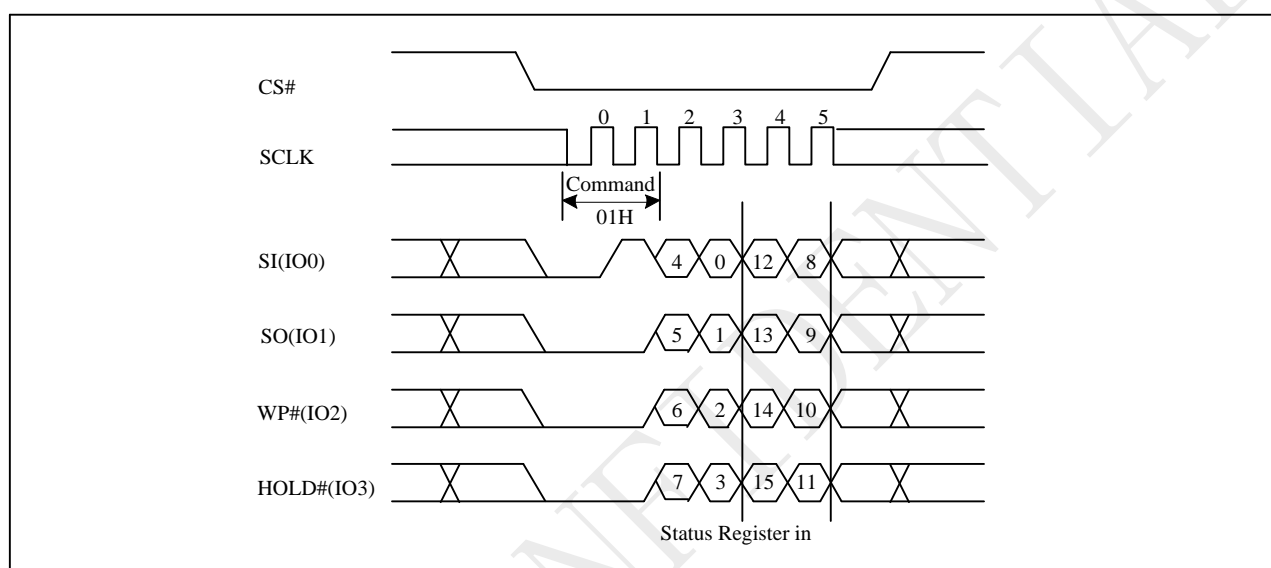 CS#
0 1 2 3 4 5
SCLK
Command
01H
SI(IO0) 4 0 12 8
SO(IO1) 5 1 13 9
WP#(IO2) 6 2 14 10
HOLD#(IO3) 7 3 15 11
Status Register in